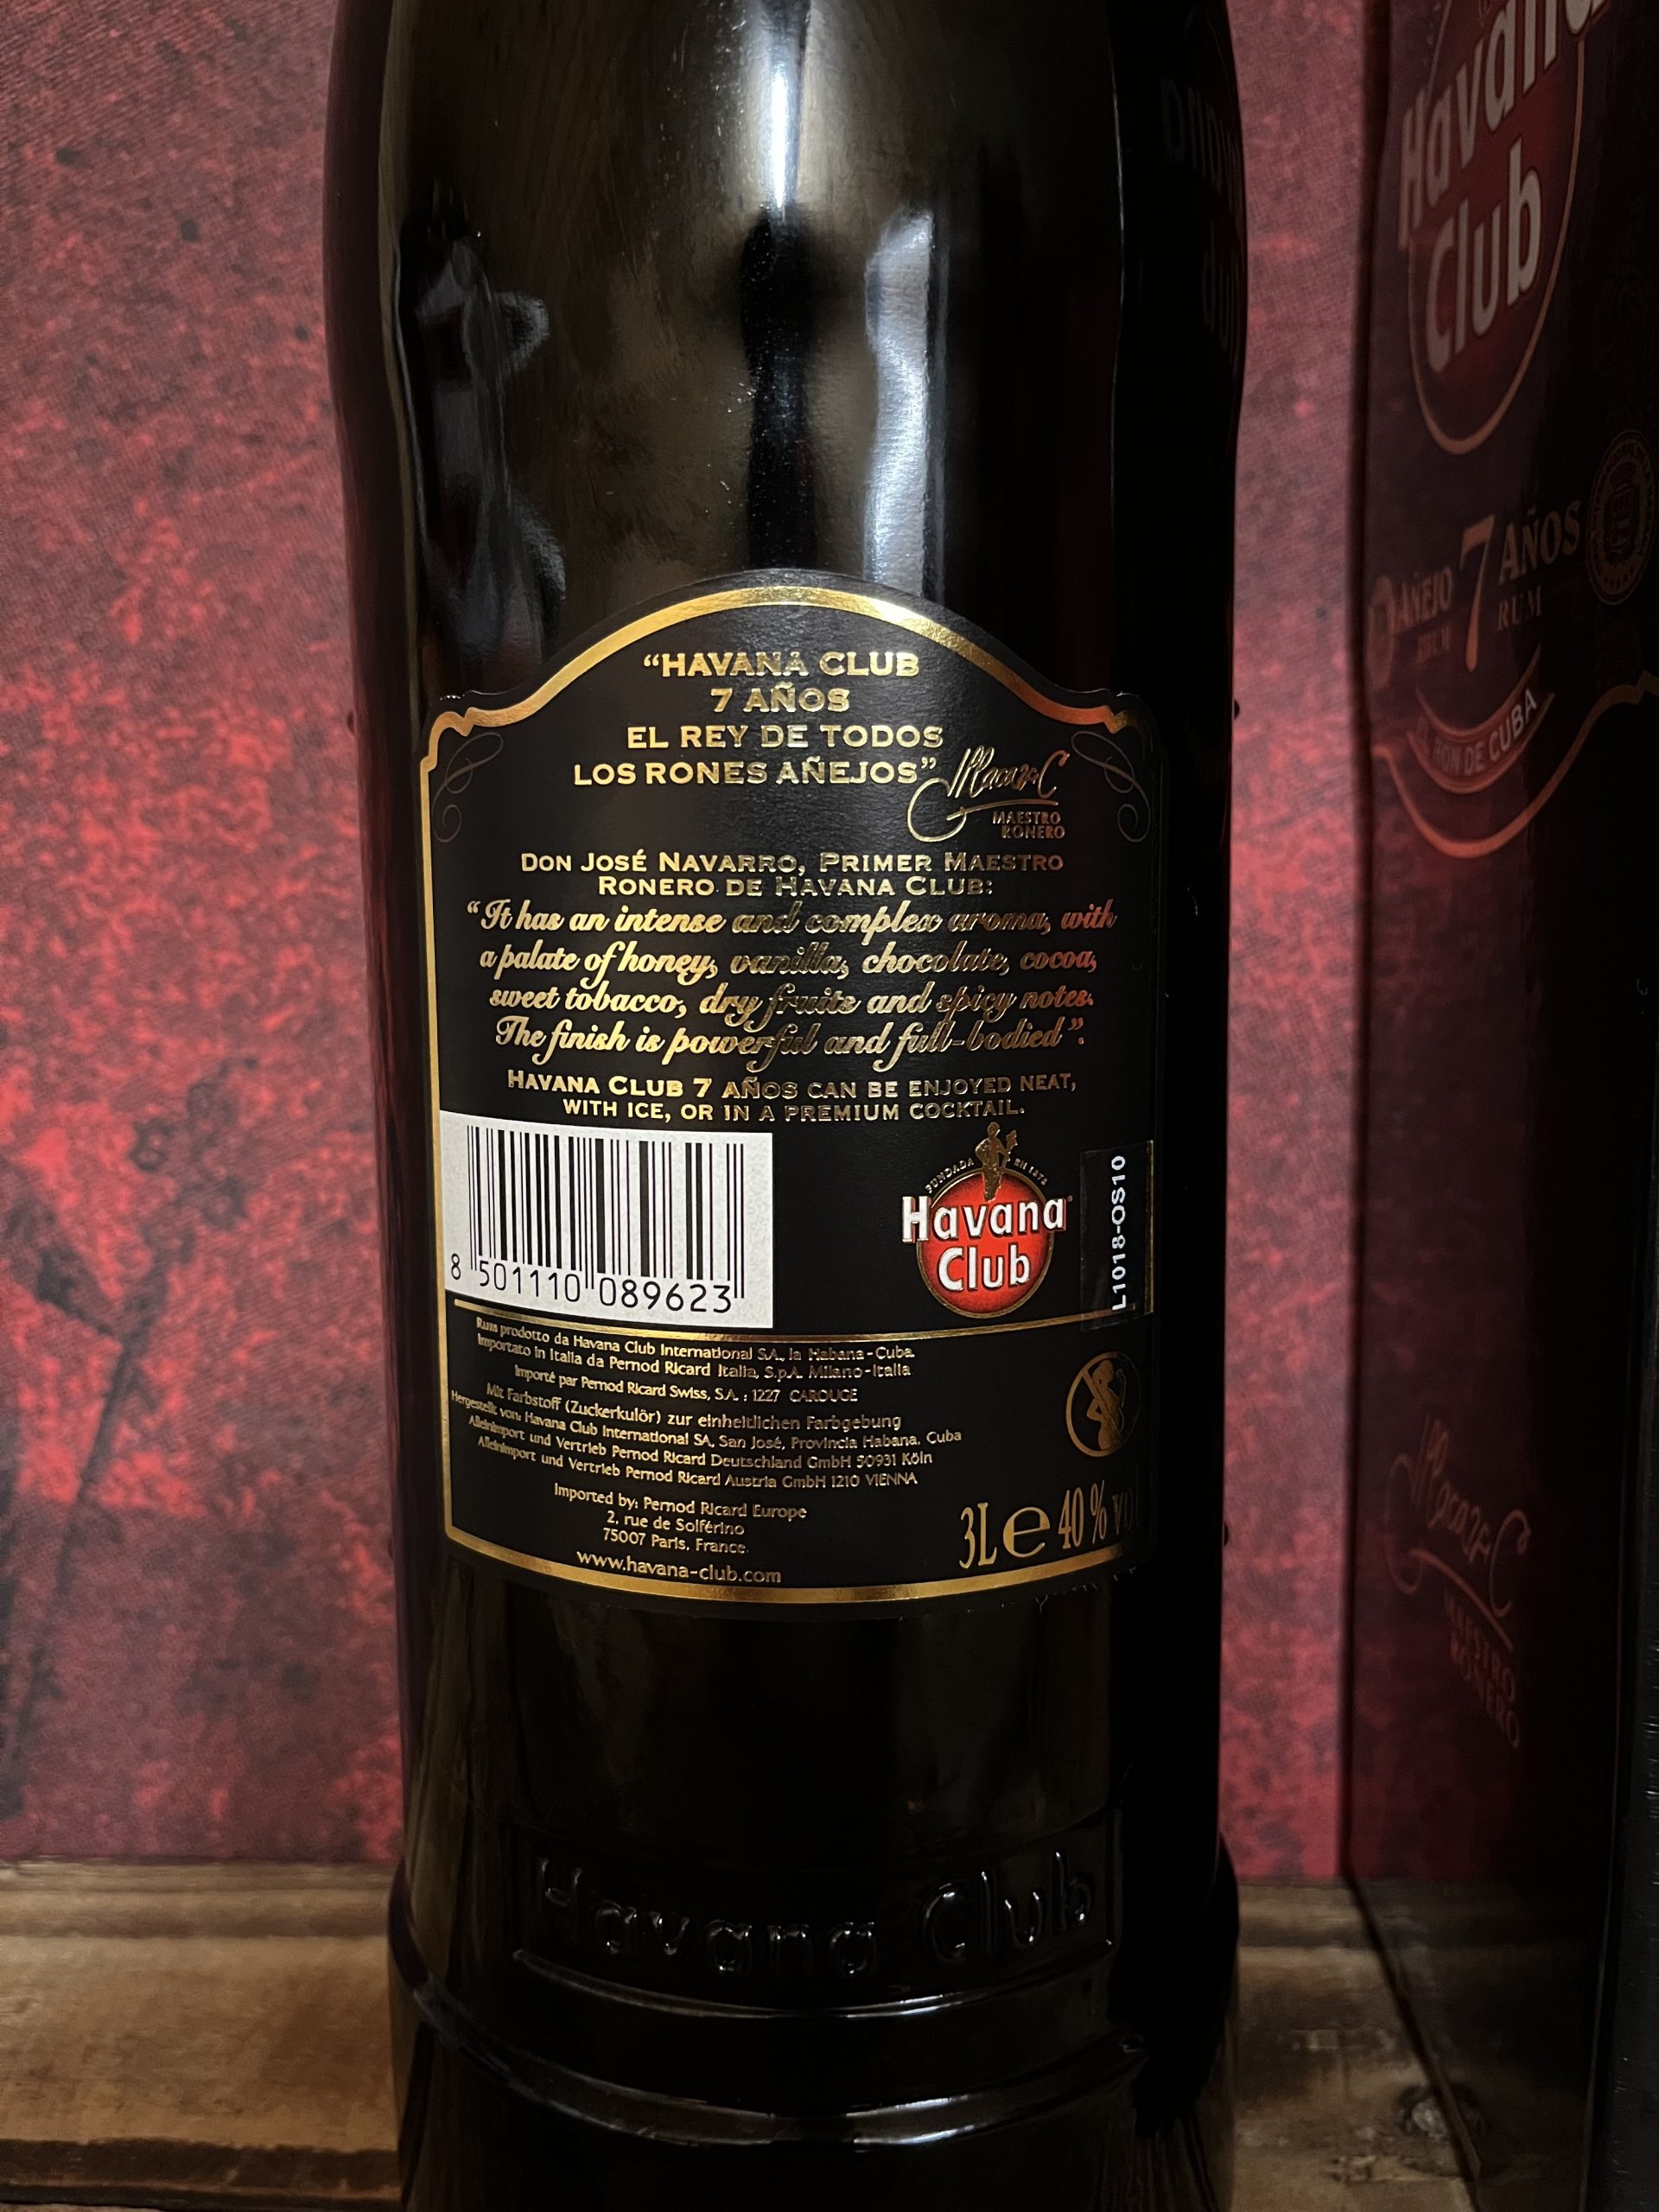 “HAVANA CLUB
7 AÑOS
EL REY DE TODOS
LOS RONES AÑEJOS”
MAESTRO
RONERO
DON JOSÉ NAVARRO, PRIMER MAESTRO
RONERO DE HAVANA CLUB:
“It has an intense and complex aroma, with
a palate of honey, vanilla, chocolate, cocoa,
sweet tobacco, dry fruits and spicy notes.
The finish is powerful and full-bodied”.
HAVANA CLUB 7 AÑOS CAN BE ENJOYED NEAT,
WITH ICE, OR IN A PREMIUM COCKTAIL.
8 501110 089623
FUNDADA EN 1878
Havana
Club
L1018-OS10
Rum prodotto da Havana Club International S.A., la Habana-Cuba.
Importato in Italia da Pernod Ricard Italia, S.p.A. Milano-Italia
Importé par Pernod Ricard Swiss, S.A. : 1227 CAROUGE
Mit Farbstoff (Zuckerkulör) zur einheitlichen Farbgebung
Hergestellt von: Havana Club International SA, San José, Provincia Habana, Cuba
Alleinimport und Vertrieb Pernod Ricard Deutschland GmbH 50931 Köln
Alleinimport und Vertrieb Pernod Ricard Austria GmbH 1210 VIENNA
Imported by: Pernod Ricard Europe
2, rue de Solférino
75007 Paris, France
www.havana-club.com
3L e 40 % vol
Havana Club
Havana
Club
AÑEJO 7 AÑOS
RUM RUM
EL RON DE CUBA
MAESTRO
RONERO